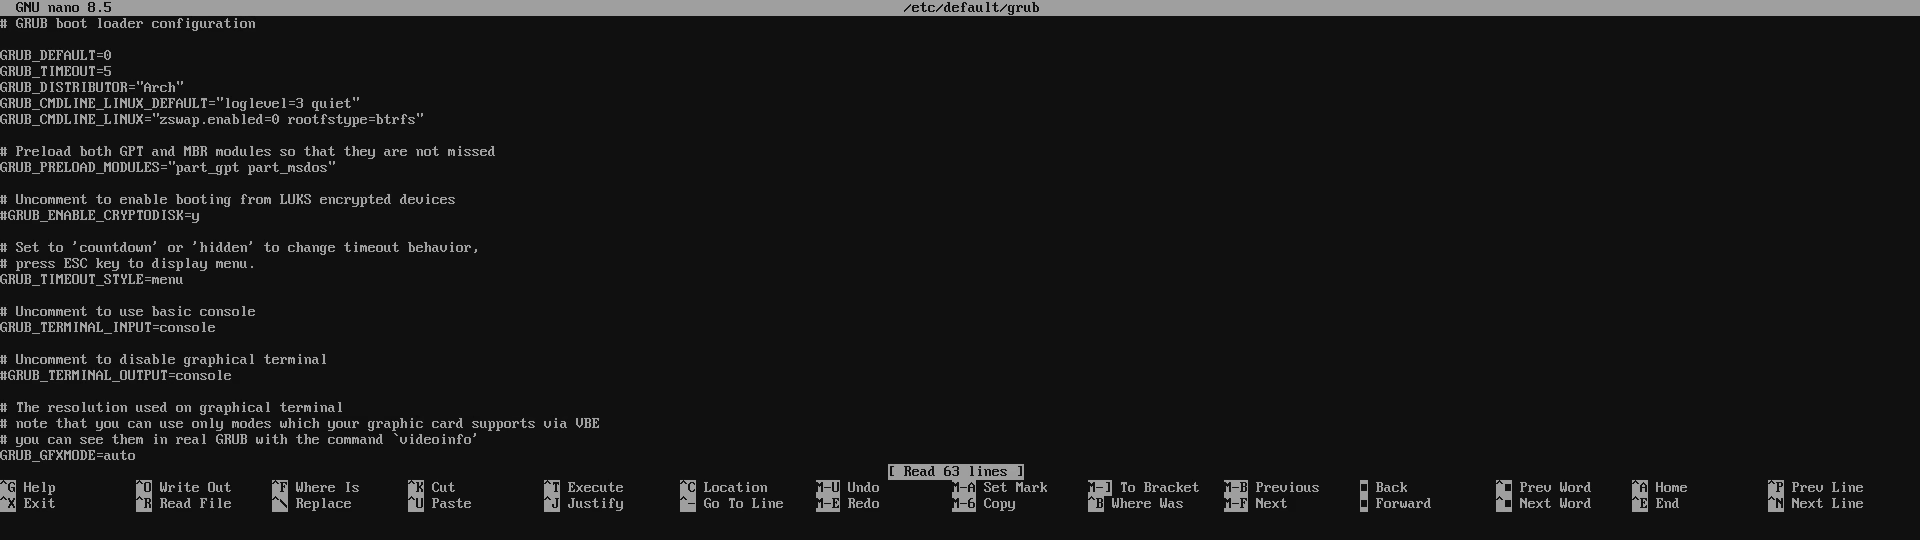 GNU nano 8.5 /etc/default/grub
# GRUB boot loader configuration
GRUB_DEFAULT=0
GRUB_TIMEOUT=5
GRUB_DISTRIBUTOR="Arch"
GRUB_CMDLINE_LINUX_DEFAULT="loglevel=3 quiet"
GRUB_CMDLINE_LINUX="zswap.enabled=0 rootfstype=btrfs"
# Preload both GPT and MBR modules so that they are not missed
GRUB_PRELOAD_MODULES="part_gpt part_msdos"
# Uncomment to enable booting from LUKS encrypted devices
#GRUB_ENABLE_CRYPTODISK=y
# Set to 'countdown' or 'hidden' to change timeout behavior,
# press ESC key to display menu.
GRUB_TIMEOUT_STYLE=menu
# Uncomment to use basic console
GRUB_TERMINAL_INPUT=console
# Uncomment to disable graphical terminal
#GRUB_TERMINAL_OUTPUT=console
# The resolution used on graphical terminal
# note that you can use only modes which your graphic card supports via VBE
# you can see them in real GRUB with the command `videoinfo'
GRUB_GFXMODE=auto
[ Read 63 lines ]
^G Help ^O Write Out ^F Where Is ^K Cut ^T Execute ^C Location M-U Undo M-A Set Mark M-] To Bracket M-B Previous ■ Back ^■ Prev Word ^A Home ^P Prev Line
^X Exit ^R Read File ^\ Replace ^U Paste ^J Justify ^- Go To Line M-E Redo M-6 Copy ^B Where Was M-F Next ■ Forward ^■ Next Word ^E End ^N Next Line